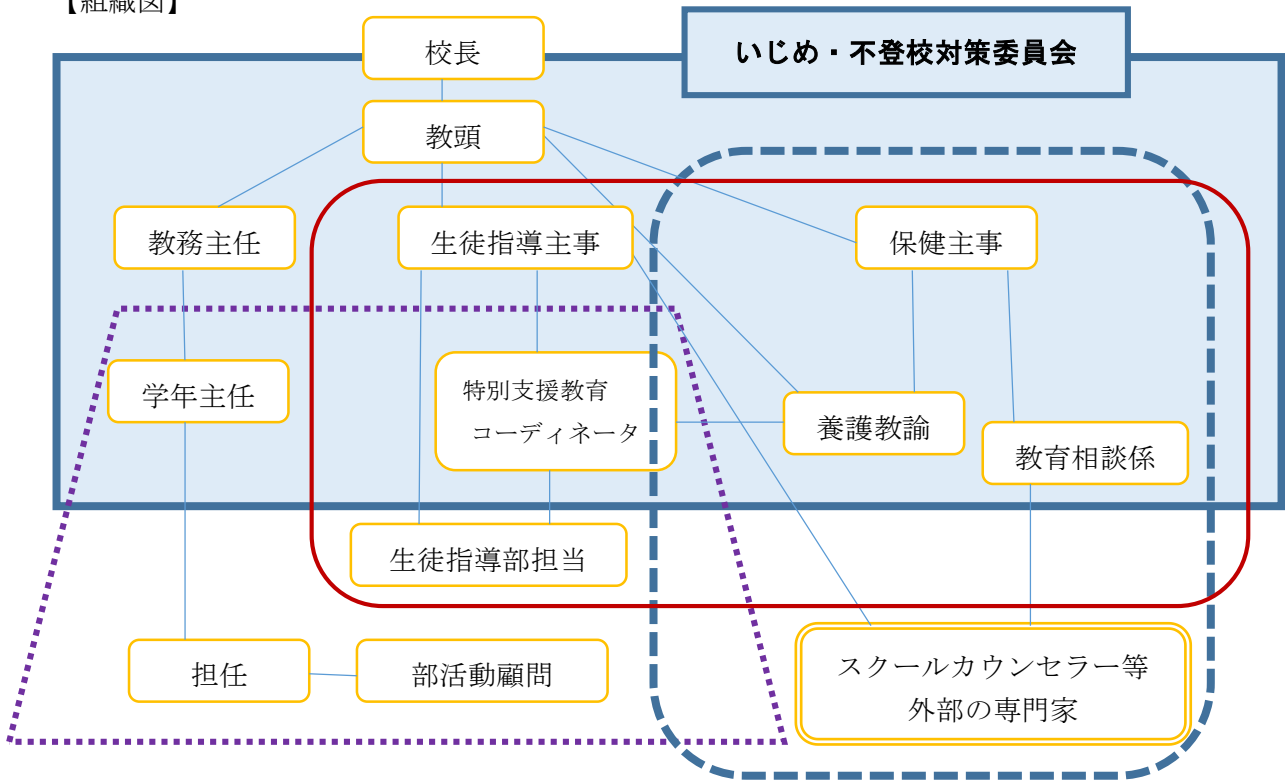 【組織図】
校長
いじめ・不登校対策委員会
教頭
教務主任
生徒指導主事
保健主事
学年主任
特別支援教育
コーディネータ
養護教諭
教育相談係
生徒指導部担当
担任
部活動顧問
スクールカウンセラー等
外部の専門家